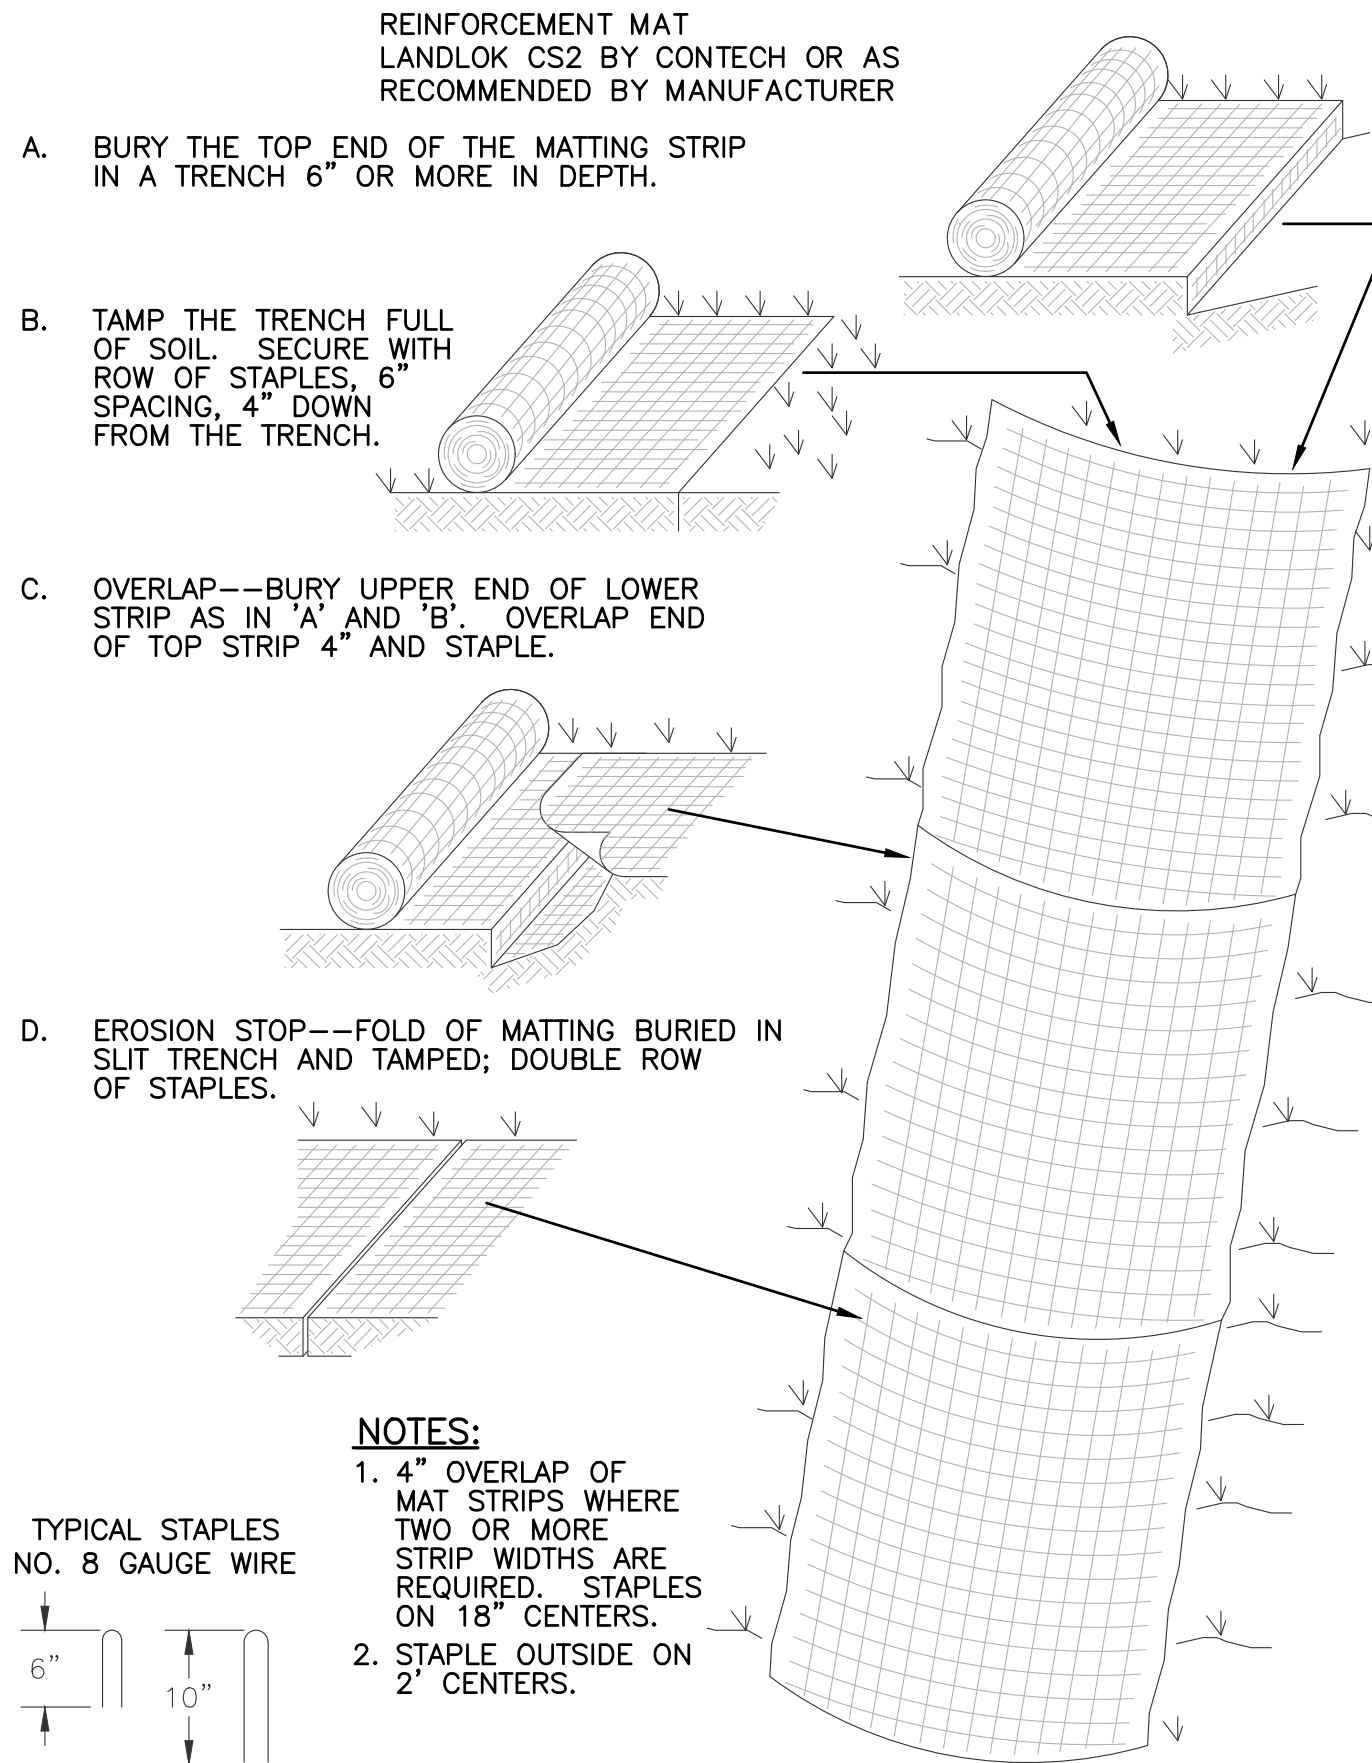 REINFORCEMENT MAT
LANDLOK CS2 BY CONTECH OR AS
RECOMMENDED BY MANUFACTURER
A. BURY THE TOP END OF THE MATTING STRIP
IN A TRENCH 6" OR MORE IN DEPTH.
B. TAMP THE TRENCH FULL
OF SOIL. SECURE WITH
ROW OF STAPLES, 6"
SPACING, 4" DOWN
FROM THE TRENCH.
C. OVERLAP--BURY UPPER END OF LOWER
STRIP AS IN 'A' AND 'B'. OVERLAP END
OF TOP STRIP 4" AND STAPLE.
D. EROSION STOP--FOLD OF MATTING BURIED IN
SLIT TRENCH AND TAMPED; DOUBLE ROW
OF STAPLES.
NOTES:
1. 4" OVERLAP OF
MAT STRIPS WHERE
TWO OR MORE
STRIP WIDTHS ARE
REQUIRED. STAPLES
ON 18" CENTERS.
2. STAPLE OUTSIDE ON
2' CENTERS.
TYPICAL STAPLES
NO. 8 GAUGE WIRE
6"
10"